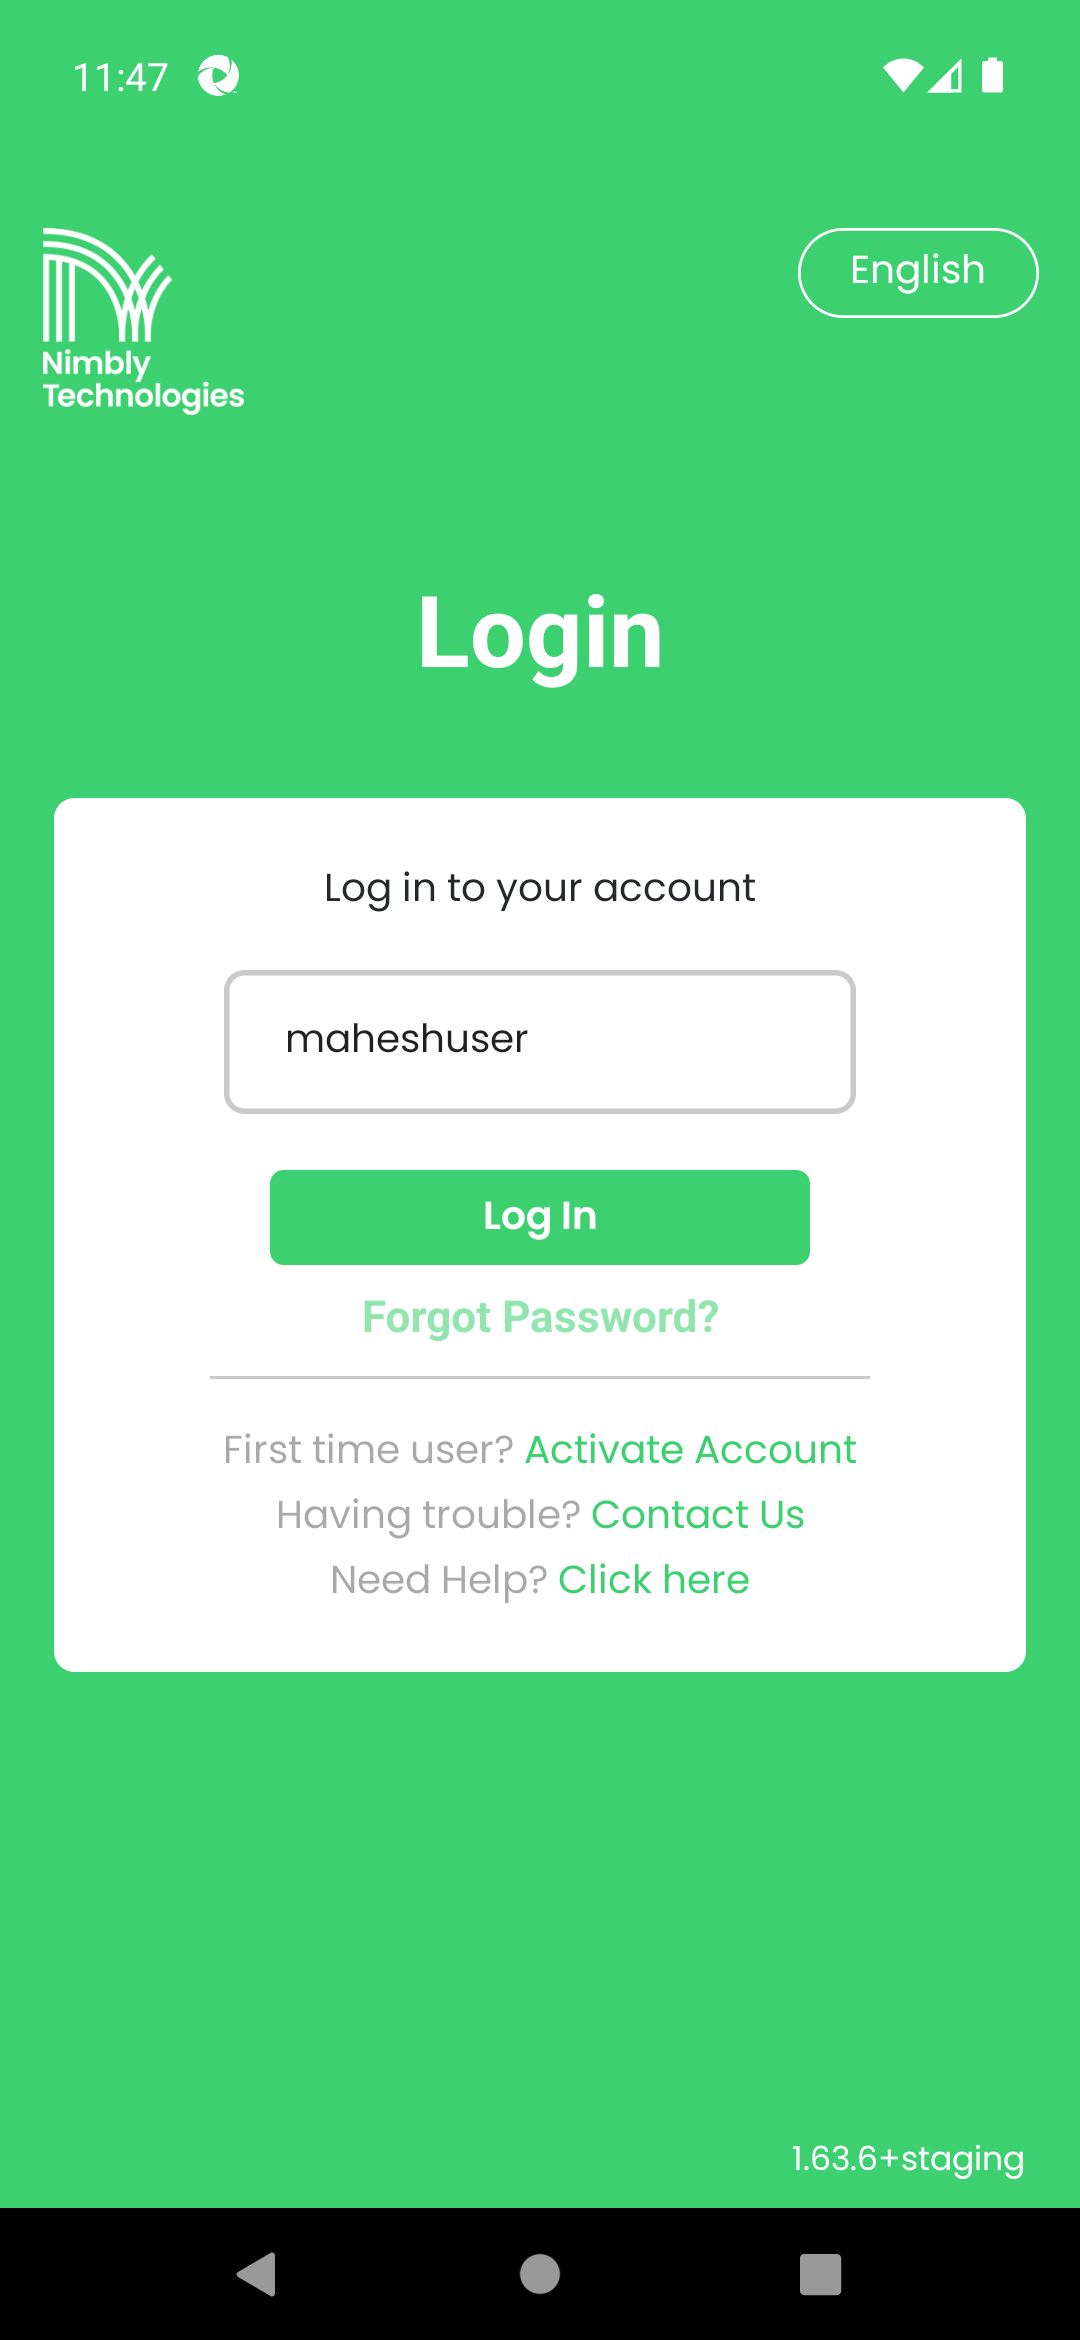 11:47
English
Nimbly
Technologies
Login
Log in to your account
maheshuser
Log In
Forgot Password?
First time user? Activate Account
Having trouble? Contact Us
Need Help? Click here
1.63.6+staging